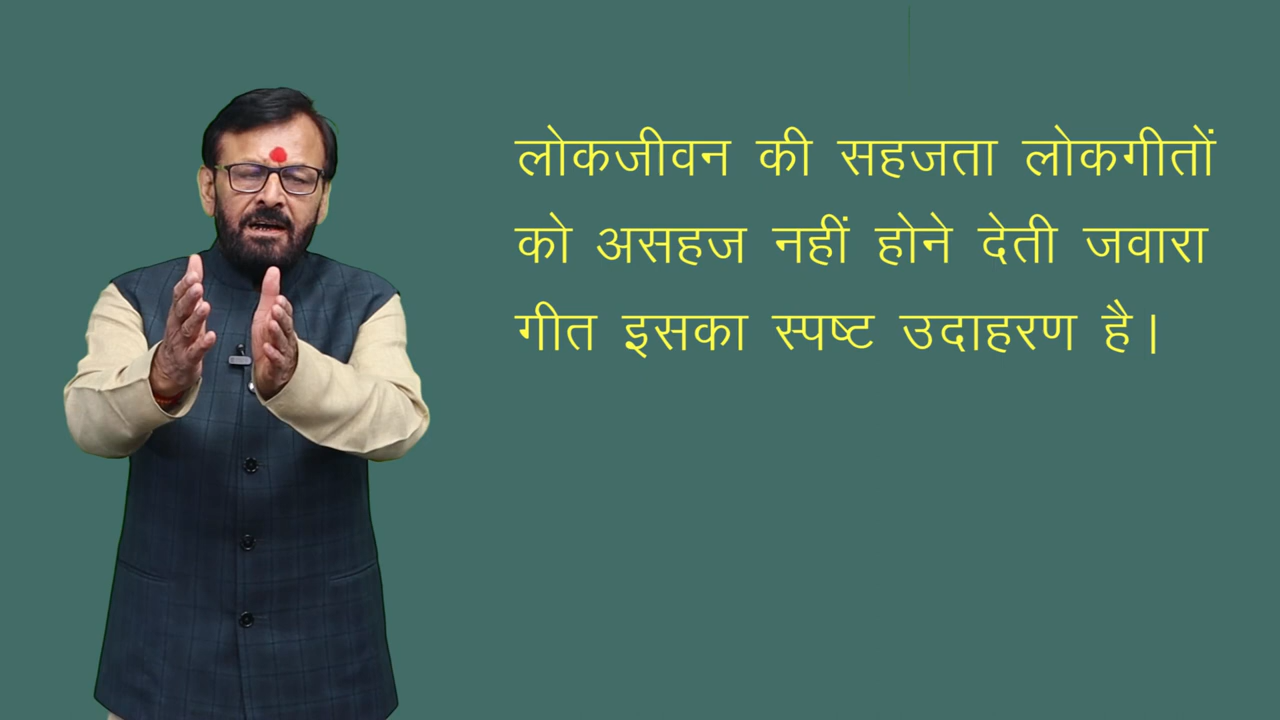 लोकजीवन की सहजता लोकगीतों
को असहज नहीं होने देती जवारा
गीत इसका स्पष्ट उदाहरण है।